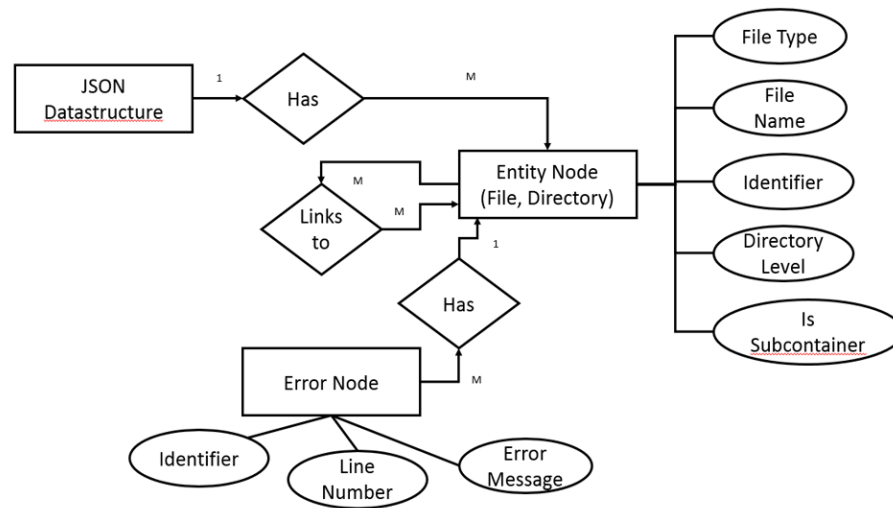 File Type
JSON
Datastructure
1
Has
M
File
Name
Entity Node
(File, Directory)
Identifier
M
Links
to
M
Directory
Level
1
Has
Is
Subcontainer
Error Node
M
Identifier
Line
Number
Error
Message